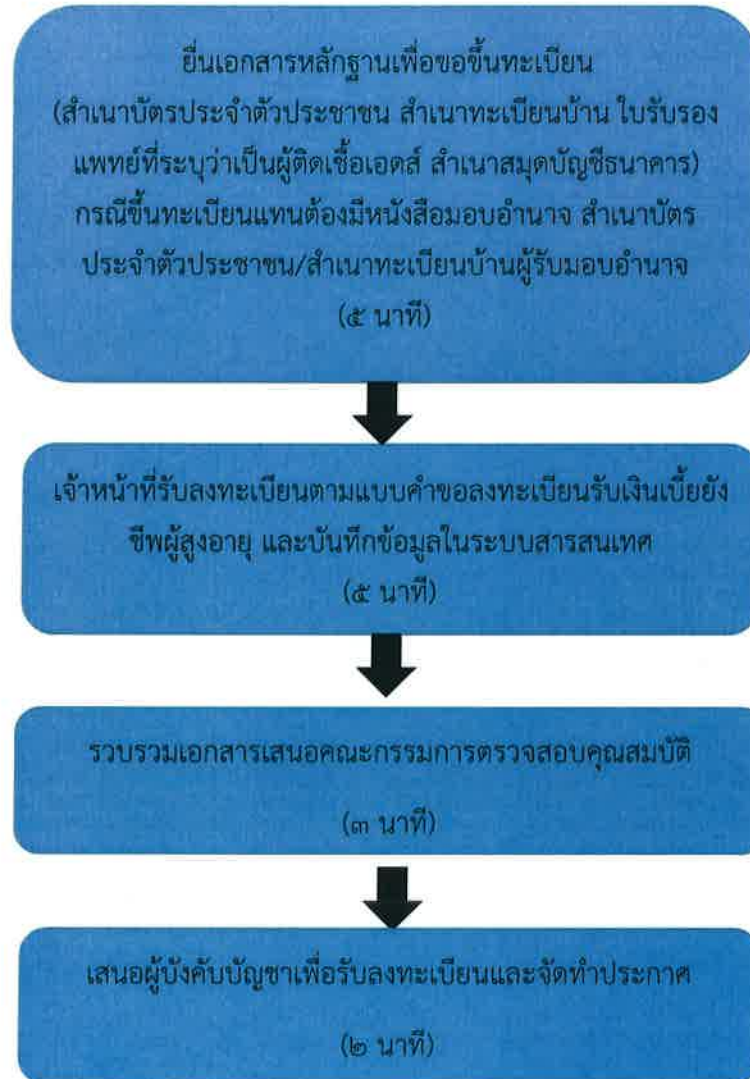 ยื่นเอกสารหลักฐานเพื่อขอขึ้นทะเบียน
(สำเนาบัตรประจำตัวประชาชน สำเนาทะเบียนบ้าน ใบรับรอง
แพทย์ที่ระบุว่าเป็นผู้ติดเชื้อเอดส์ สำเนาสมุดบัญชีธนาคาร)
กรณีขึ้นทะเบียนแทนต้องมีหนังสือมอบอำนาจ สำเนาบัตร
ประจำตัวประชาชน/สำเนาทะเบียนบ้านผู้รับมอบอำนาจ
(๕ นาที)
เจ้าหน้าที่รับลงทะเบียนตามแบบคำขอลงทะเบียนรับเงินเบี้ยยัง
ชีพผู้สูงอายุ และบันทึกข้อมูลในระบบสารสนเทศ
(๕ นาที)
รวบรวมเอกสารเสนอคณะกรรมการตรวจสอบคุณสมบัติ
(๓ นาที)
เสนอผู้บังคับบัญชาเพื่อรับลงทะเบียนและจัดทำประกาศ
(๒ นาที)